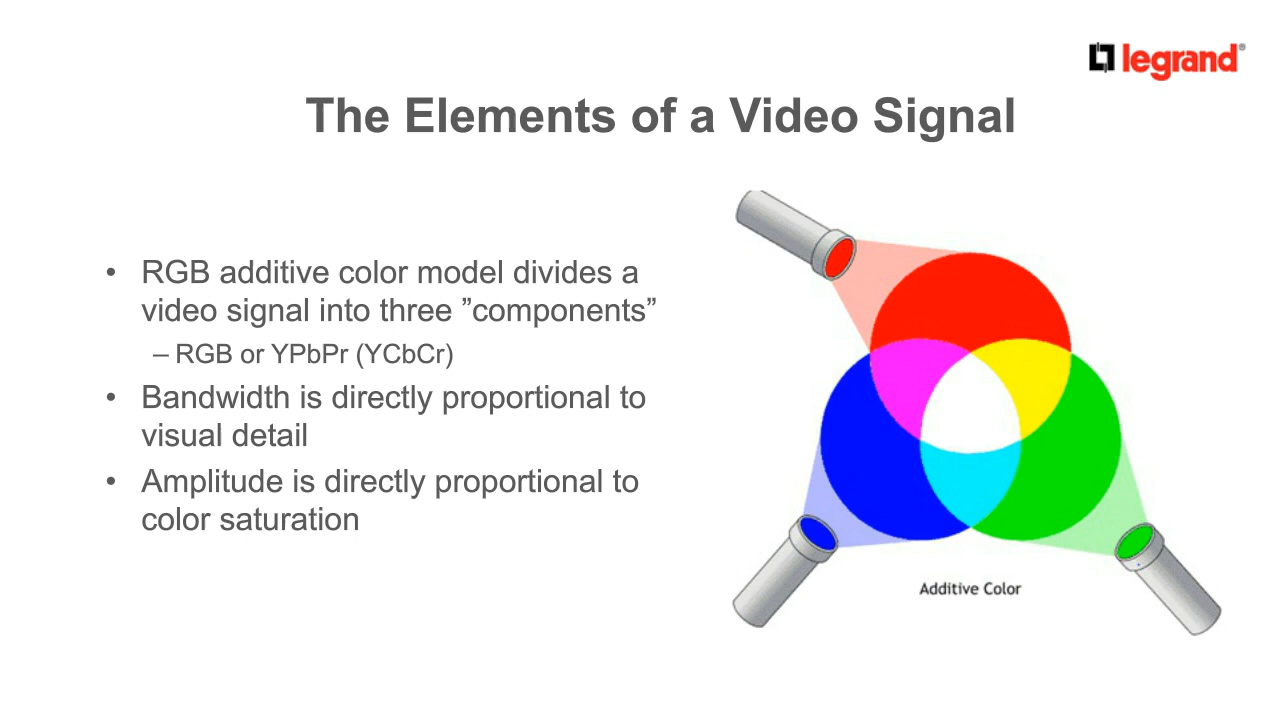 legrand®
The Elements of a Video Signal
• RGB additive color model divides a
video signal into three ”components”
– RGB or YPbPr (YCbCr)
• Bandwidth is directly proportional to
visual detail
• Amplitude is directly proportional to
color saturation
Additive Color